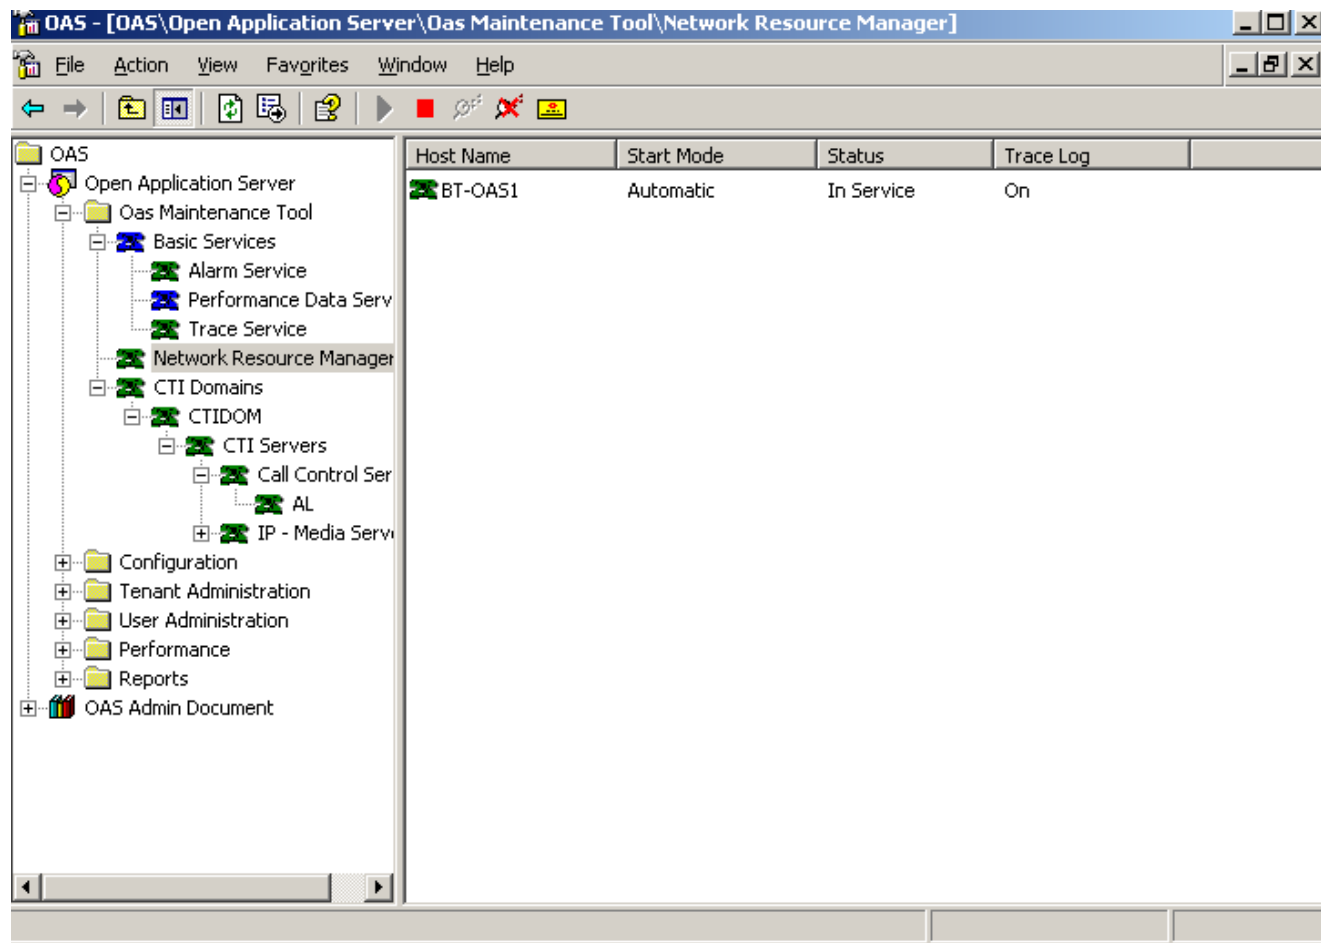 OAS - [OAS\Open Application Server\Oas Maintenance Tool\Network Resource Manager]
File Action View Favorites Window Help
OAS
Open Application Server
Oas Maintenance Tool
Basic Services
Alarm Service
Performance Data Serv
Trace Service
Network Resource Manager
CTI Domains
CTIDOM
CTI Servers
Call Control Ser
AL
IP - Media Serv
Configuration
Tenant Administration
User Administration
Performance
Reports
OAS Admin Document
Host Name Start Mode Status Trace Log
BT-OAS1 Automatic In Service On